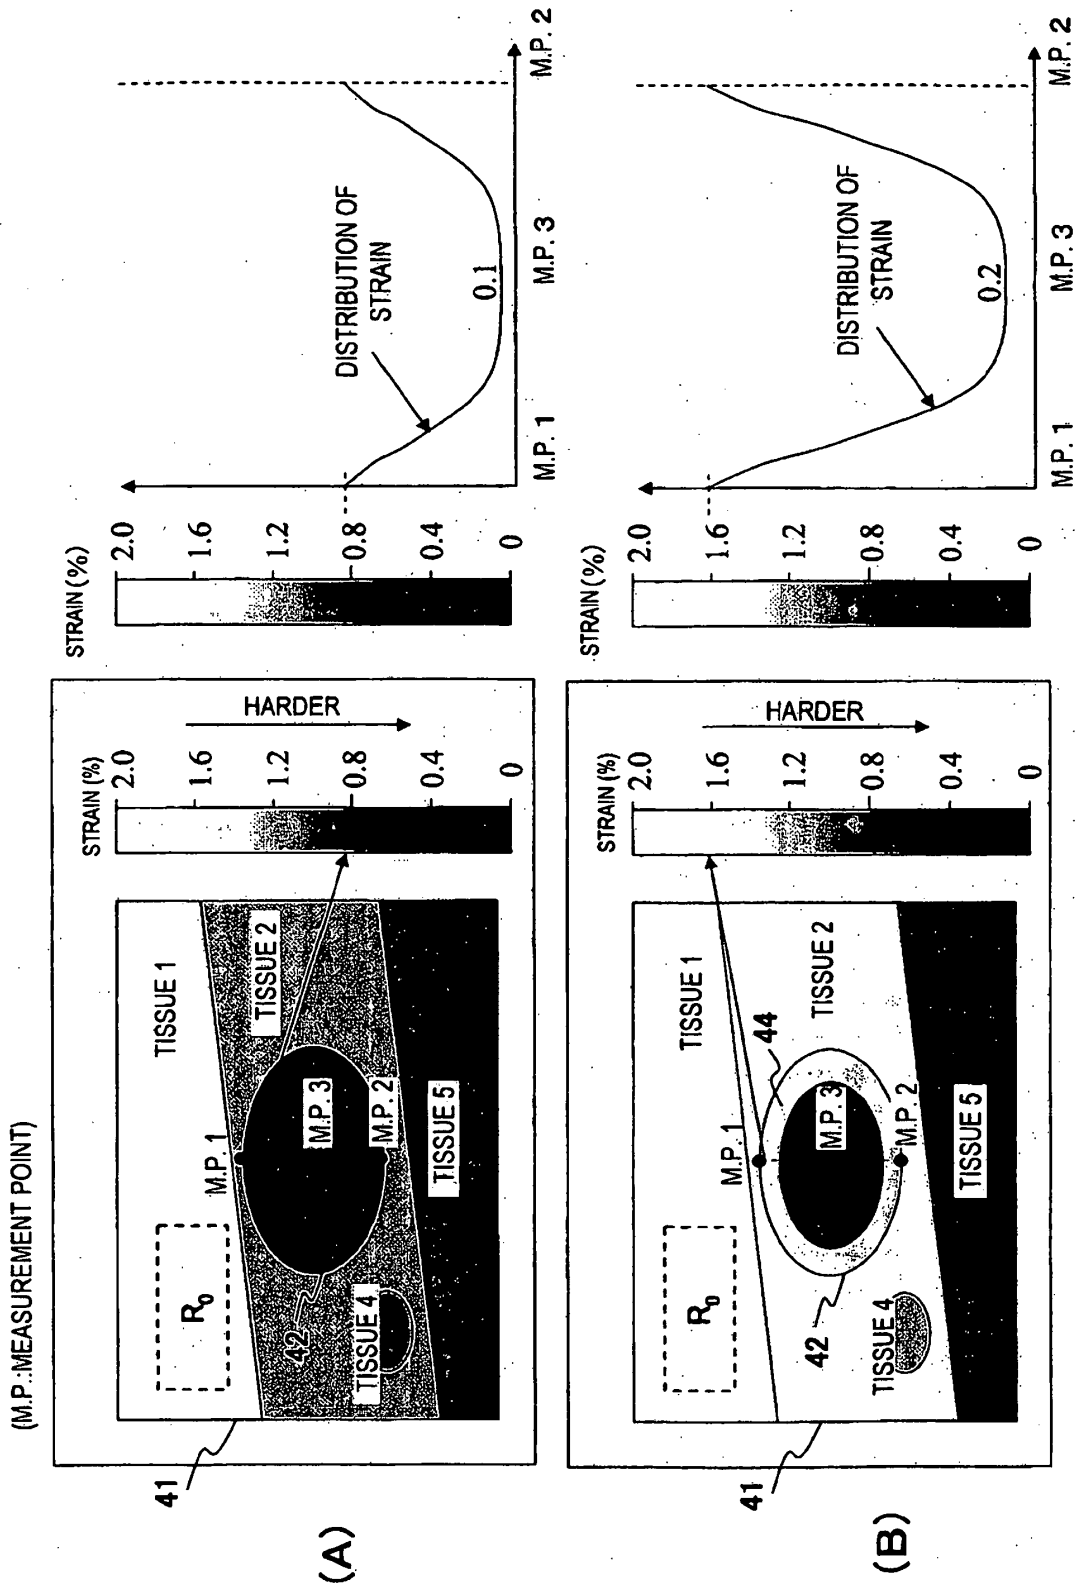 (M.P.:MEASUREMENT POINT)
(A)
41
R₀
TISSUE 1
M.P. 1
42
TISSUE 4
M.P. 3
M.P. 2
TISSUE 2
TISSUE 5
STRAIN (%)
2.0
1.6
1.2
0.8
0.4
0
HARDER
STRAIN (%)
2.0
1.6
1.2
0.8
0.4
0
DISTRIBUTION OF
STRAIN
0.1
M.P. 1
M.P. 3
M.P. 2
(B)
41
R₀
TISSUE 1
M.P. 1
42
44
TISSUE 4
M.P. 3
M.P. 2
TISSUE 2
TISSUE 5
STRAIN (%)
2.0
1.6
1.2
0.8
0.4
0
HARDER
STRAIN (%)
2.0
1.6
1.2
0.8
0.4
0
DISTRIBUTION OF
STRAIN
0.2
M.P. 1
M.P. 3
M.P. 2